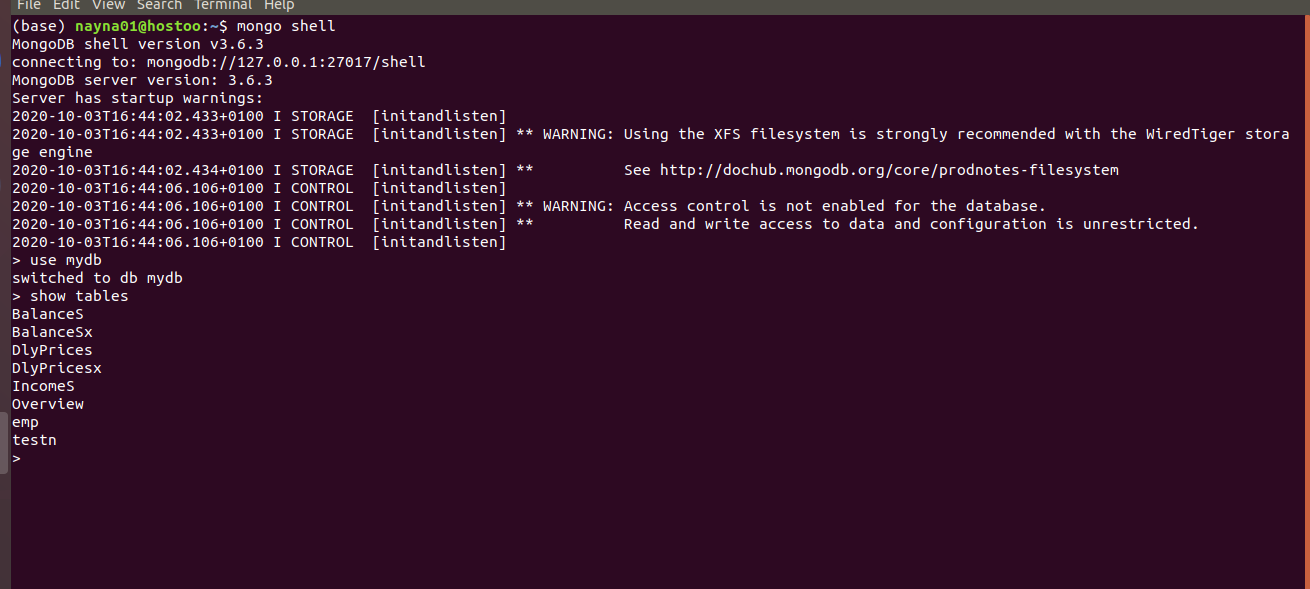 File Edit View Search Terminal Help
(base) nayna01@hostoo:~$ mongo shell
MongoDB shell version v3.6.3
connecting to: mongodb://127.0.0.1:27017/shell
MongoDB server version: 3.6.3
Server has startup warnings:
2020-10-03T16:44:02.433+0100 I STORAGE  [initandlisten]
2020-10-03T16:44:02.433+0100 I STORAGE  [initandlisten] ** WARNING: Using the XFS filesystem is strongly recommended with the WiredTiger stora
ge engine
2020-10-03T16:44:02.434+0100 I STORAGE  [initandlisten] **          See http://dochub.mongodb.org/core/prodnotes-filesystem
2020-10-03T16:44:06.106+0100 I CONTROL  [initandlisten]
2020-10-03T16:44:06.106+0100 I CONTROL  [initandlisten] ** WARNING: Access control is not enabled for the database.
2020-10-03T16:44:06.106+0100 I CONTROL  [initandlisten] **          Read and write access to data and configuration is unrestricted.
2020-10-03T16:44:06.106+0100 I CONTROL  [initandlisten]
> use mydb
switched to db mydb
> show tables
BalanceS
BalanceSx
DlyPrices
DlyPricesx
IncomeS
Overview
emp
testn
>